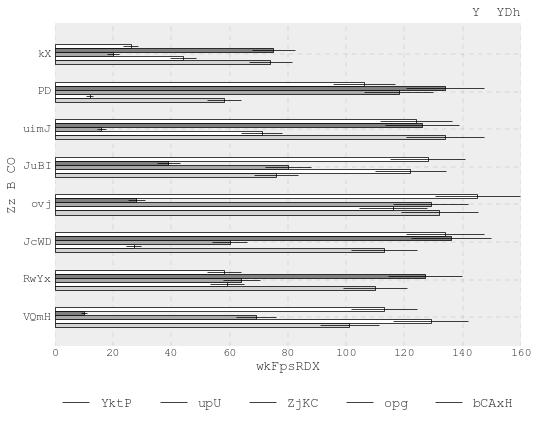 Y YDh
kX
PD
uimJ
JuBI
ovj
JcWD
RwYx
VQmH
Zz B CO
0 20 40 60 80 100 120 140 160
wkFpsRDX
YktP upU ZjKC opg bCAxH